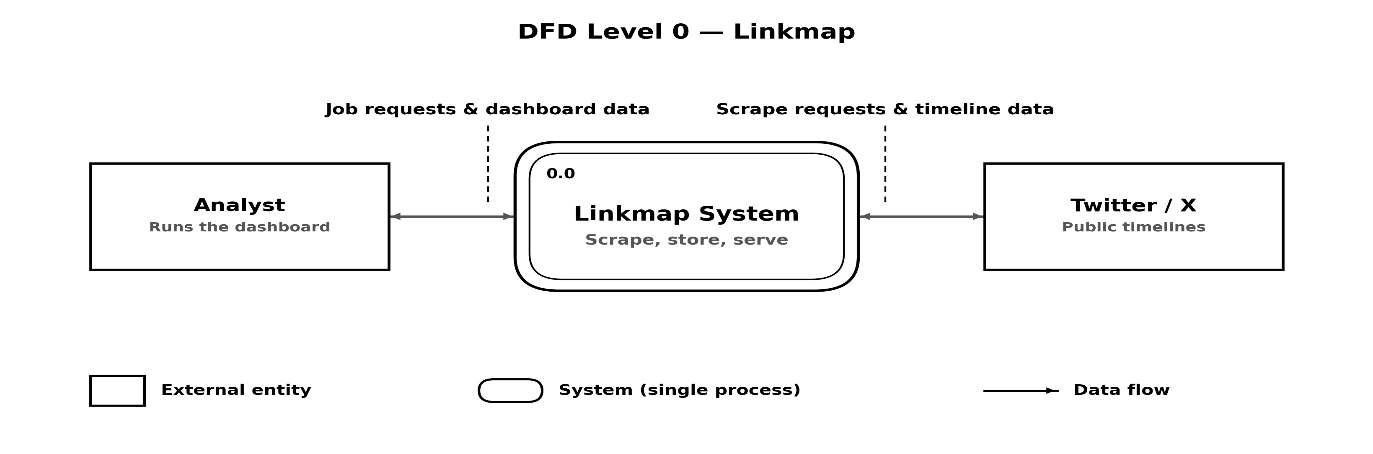 DFD Level 0 — Linkmap
Job requests & dashboard data
Scrape requests & timeline data
Analyst
Runs the dashboard
0.0
Linkmap System
Scrape, store, serve
Twitter / X
Public timelines
External entity
System (single process)
Data flow